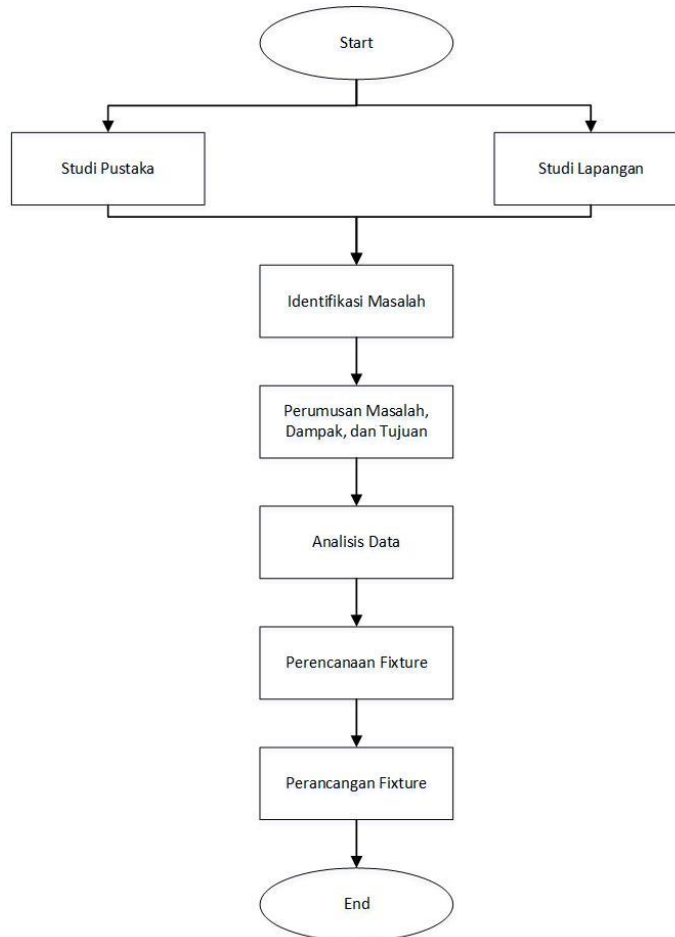 Start
Studi Pustaka
Studi Lapangan
Identifikasi Masalah
Perumusan Masalah,
Dampak, dan Tujuan
Analisis Data
Perencanaan Fixture
Perancangan Fixture
End